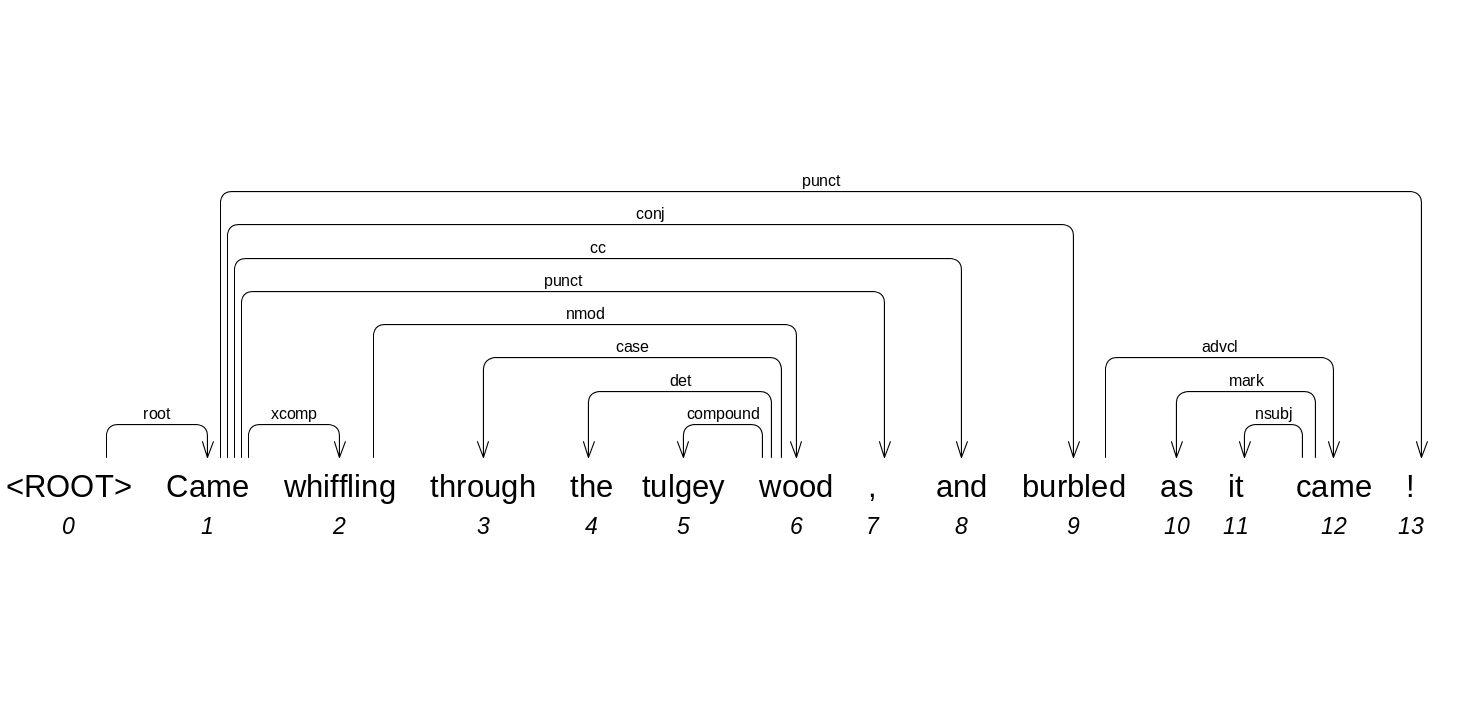 punct
conj
cc
punct
nmod
case advcl
det mark
root xcomp compound nsubj
<ROOT> Came whiffling through the tulgey wood , and burbled as it came !
0 1 2 3 4 5 6 7 8 9 10 11 12 13